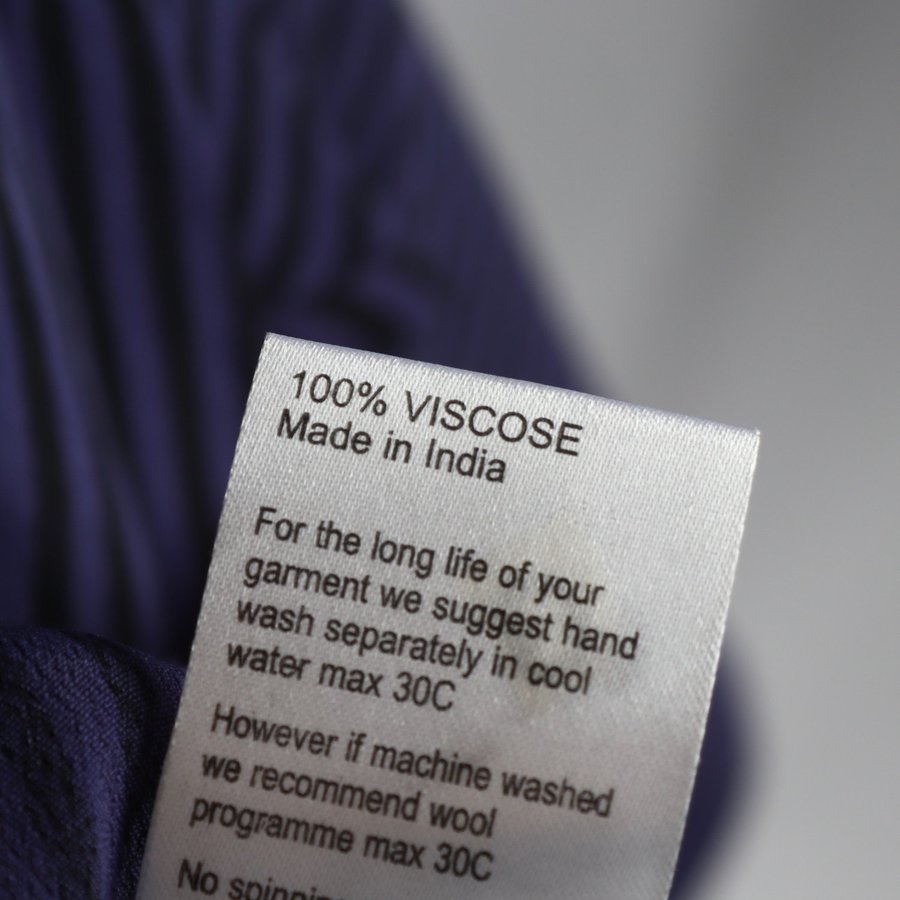 100% VISCOSE
Made in India
For the long life of your
garment we suggest hand
wash separately in cool
water max 30C
However if machine washed
we recommend wool
programme max 30C
No spinning